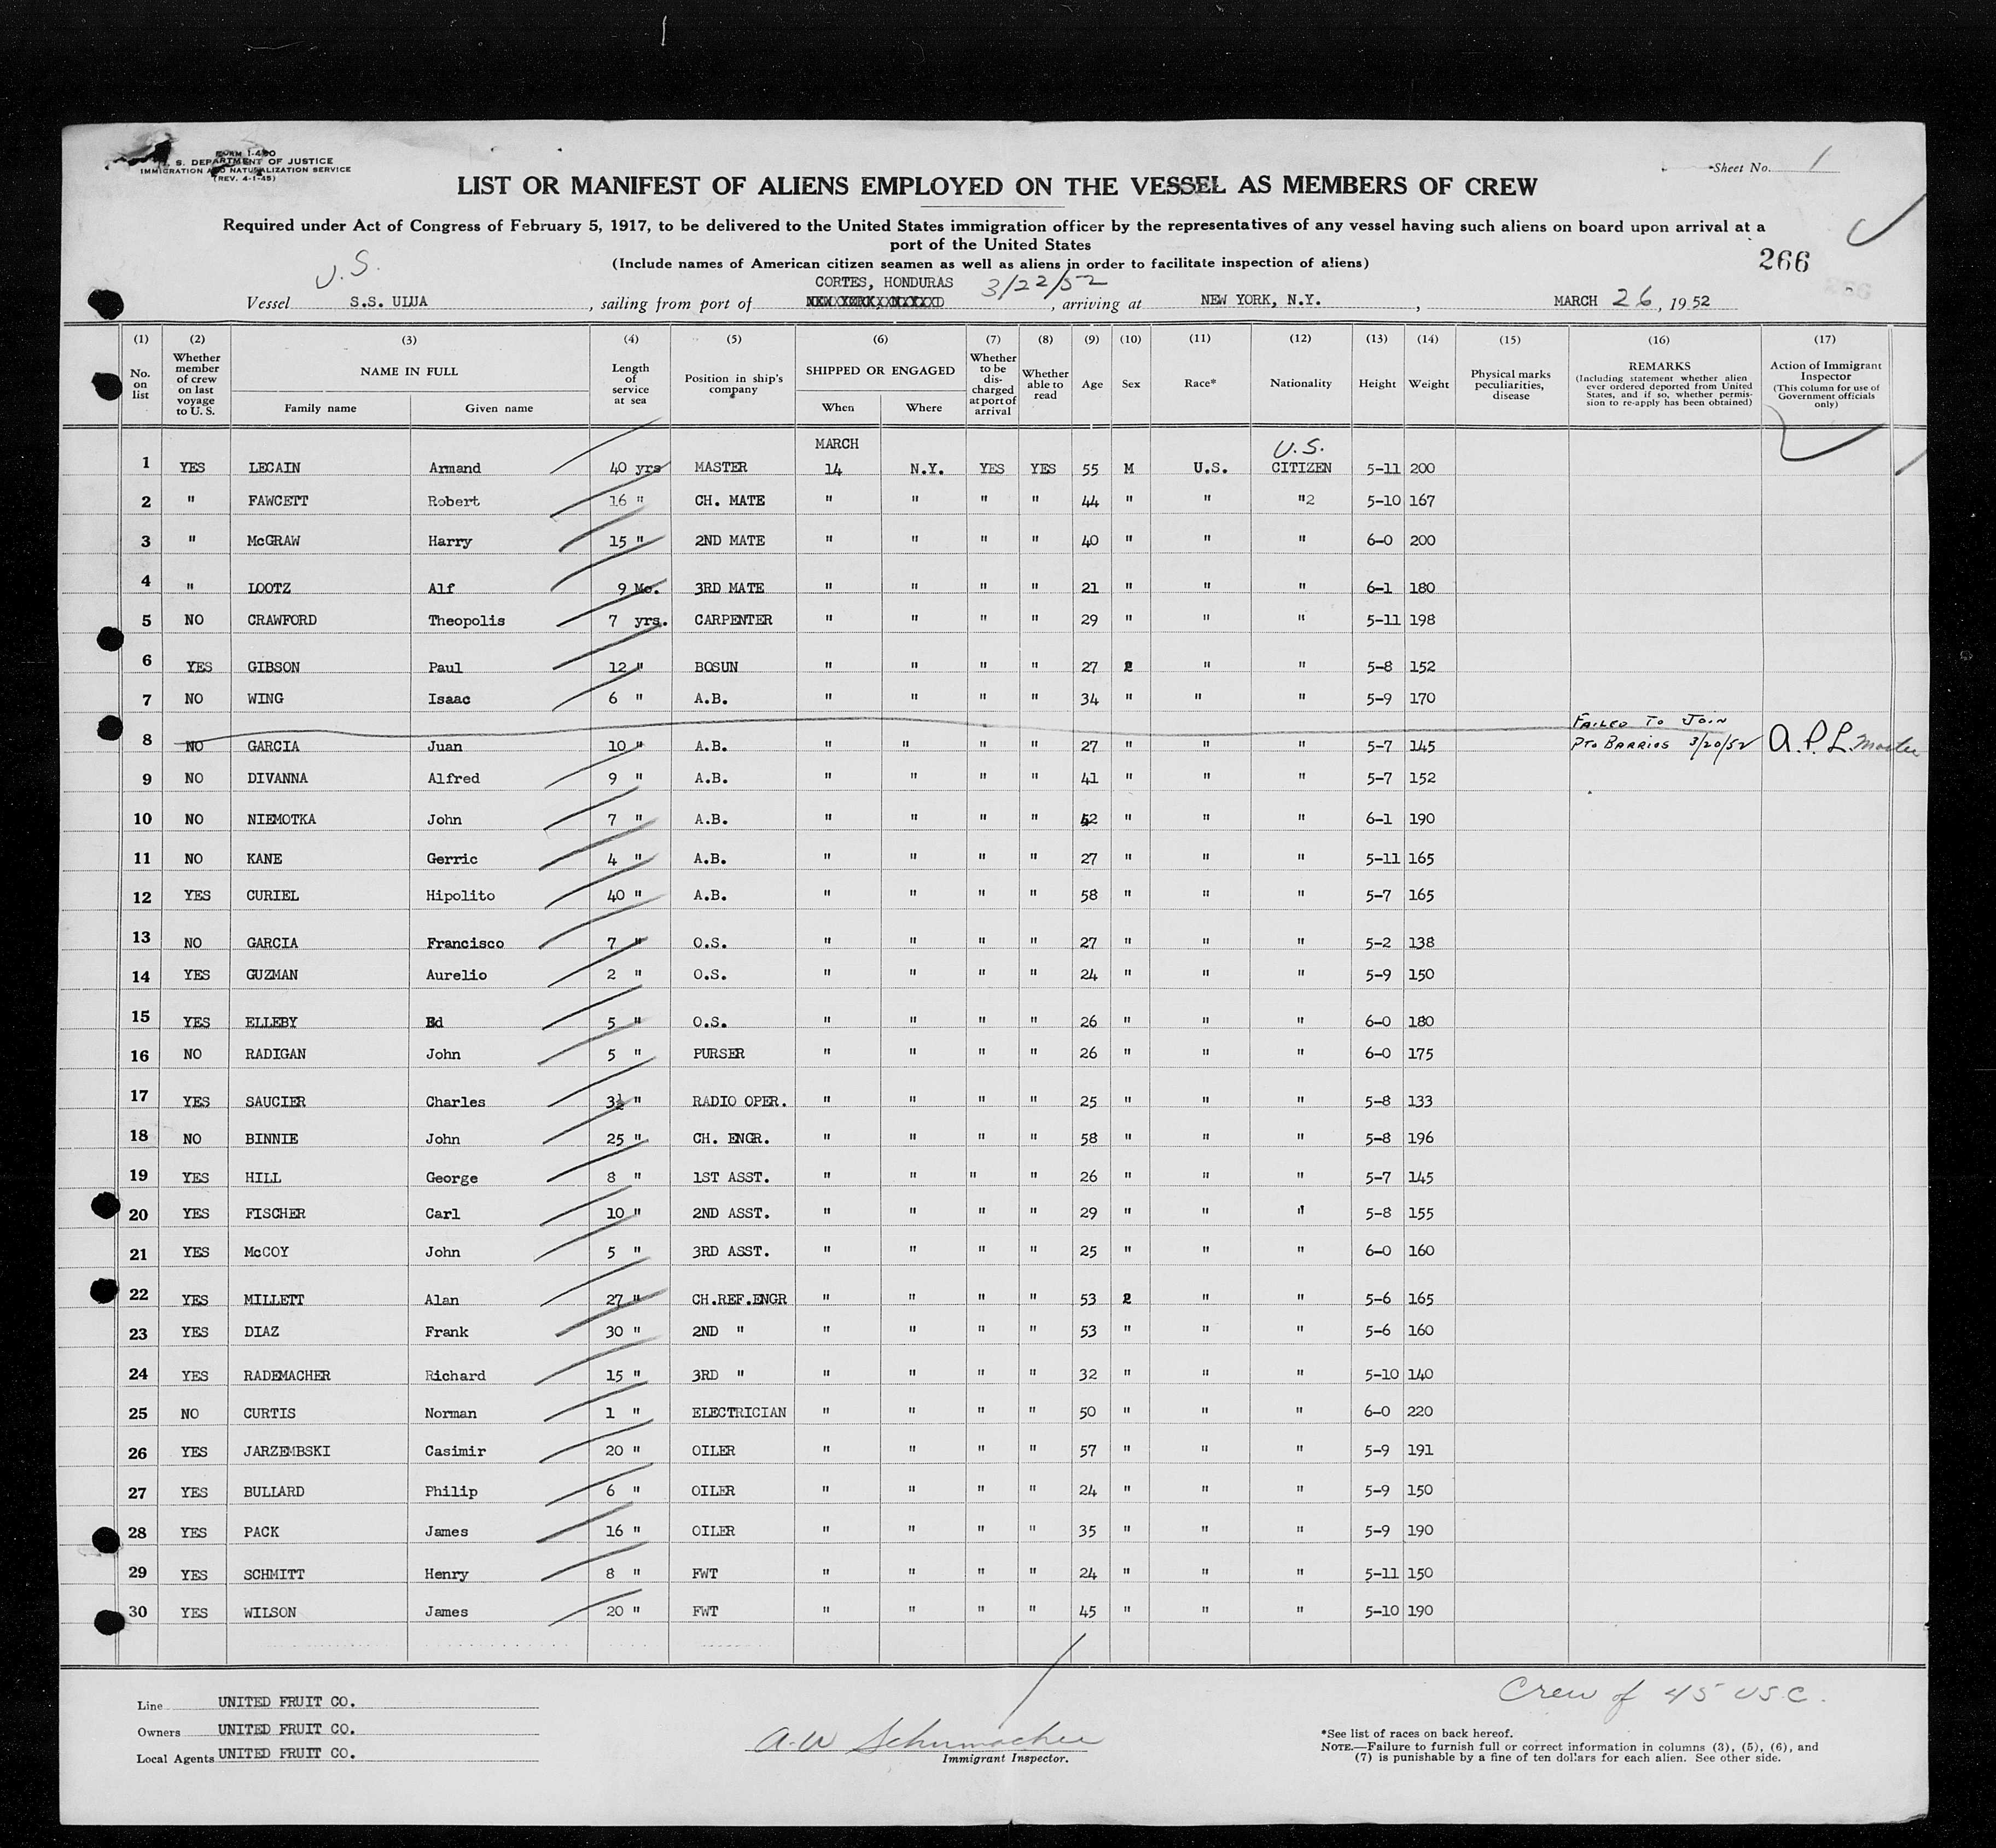 FORM I-480
U. S. DEPARTMENT OF JUSTICE
IMMIGRATION AND NATURALIZATION SERVICE
(REV. 4-1-45)
Sheet No. 1
LIST OR MANIFEST OF ALIENS EMPLOYED ON THE VESSEL AS MEMBERS OF CREW
Required under Act of Congress of February 5, 1917, to be delivered to the United States immigration officer by the representatives of any vessel having such aliens on board upon arrival at a
port of the United States
266
(Include names of American citizen seamen as well as aliens in order to facilitate inspection of aliens)
U.S.
CORTES, HONDURAS 3/22/52
Vessel S.S. ULUA, sailing from port of NEW YORK, N.Y., arriving at NEW YORK, N.Y., MARCH 26, 1952
(1) (2) (3) (4) (5) (6) (7) (8) (9) (10) (11) (12) (13) (14) (15) (16) (17)
No. on list
Whether member of crew on last voyage to U. S.
NAME IN FULL
Family name
Given name
Length of service at sea
Position in ship's company
SHIPPED OR ENGAGED
When
Where
Whether to be discharged at port of arrival
Whether able to read
Age
Sex
Race*
Nationality
Height
Weight
Physical marks peculiarities, disease
REMARKS
(Including statement whether alien ever ordered deported from United States, and if so, whether permission to re-apply has been obtained)
Action of Immigrant Inspector
(This column for use of Government officials only)
MARCH U.S.
1 YES LECAIN Armand 40 yrs MASTER 14 N.Y. YES YES 55 M U.S. CITIZEN 5-11 200
2 " FAWCETT Robert 16 " CH. MATE " " " " 44 " " "2 5-10 167
3 " McGRAW Harry 15 " 2ND MATE " " " " 40 " " " 6-0 200
4 " LOOTZ Alf 9 Mo. 3RD MATE " " " " 21 " " " 6-1 180
5 NO CRAWFORD Theopolis 7 yrs. CARPENTER " " " " 29 " " " 5-11 198
6 YES GIBSON Paul 12 " BOSUN " " " " 27 2 " " 5-8 152
7 NO WING Isaac 6 " A.B. " " " " 34 " " " 5-9 170
FAILED TO JOIN
8 NO GARCIA Juan 10 " A.B. " " " " 27 " " " 5-7 145 PTO BARRIOS 3/20/52 A.P.L. Master
9 NO DIVANNA Alfred 9 " A.B. " " " " 41 " " " 5-7 152
10 NO NIEMOTKA John 7 " A.B. " " " " 42 " " " 6-1 190
11 NO KANE Gerric 4 " A.B. " " " " 27 " " " 5-11 165
12 YES CURIEL Hipolito 40 " A.B. " " " " 58 " " " 5-7 165
13 NO GARCIA Francisco 7 " O.S. " " " " 27 " " " 5-2 138
14 YES GUZMAN Aurelio 2 " O.S. " " " " 24 " " " 5-9 150
15 YES ELLEBY Ed 5 " O.S. " " " " 26 " " " 6-0 180
16 NO RADIGAN John 5 " PURSER " " " " 26 " " " 6-0 175
17 YES SAUCIER Charles 3½ " RADIO OPER. " " " " 25 " " " 5-8 133
18 NO BINNIE John 25 " CH. ENGR. " " " " 58 " " " 5-8 196
19 YES HILL George 8 " 1ST ASST. " " " " 26 " " " 5-7 145
20 YES FISCHER Carl 10 " 2ND ASST. " " " " 29 " " " 5-8 155
21 YES McCOY John 5 " 3RD ASST. " " " " 25 " " " 6-0 160
22 YES MILLETT Alan 27 " CH.REF.ENGR " " " " 53 2 " " 5-6 165
23 YES DIAZ Frank 30 " 2ND " " " " " 53 " " " 5-6 160
24 YES RADEMACHER Richard 15 " 3RD " " " " " 32 " " " 5-10 140
25 NO CURTIS Norman 1 " ELECTRICIAN " " " " 50 " " " 6-0 220
26 YES JARZEMBSKI Casimir 20 " OILER " " " " 57 " " " 5-9 191
27 YES BULLARD Philip 6 " OILER " " " " 24 " " " 5-9 150
28 YES PACK James 16 " OILER " " " " 35 " " " 5-9 190
29 YES SCHMITT Henry 8 " FWT " " " " 24 " " " 5-11 150
30 YES WILSON James 20 " FWT " " " " 45 " " " 5-10 190
Crew of 45 USC.
Line UNITED FRUIT CO.
Owners UNITED FRUIT CO.
Local Agents UNITED FRUIT CO.
A. W Schumacher
Immigrant Inspector.
*See list of races on back hereof.
NOTE.—Failure to furnish full or correct information in columns (3), (5), (6), and
(7) is punishable by a fine of ten dollars for each alien. See other side.